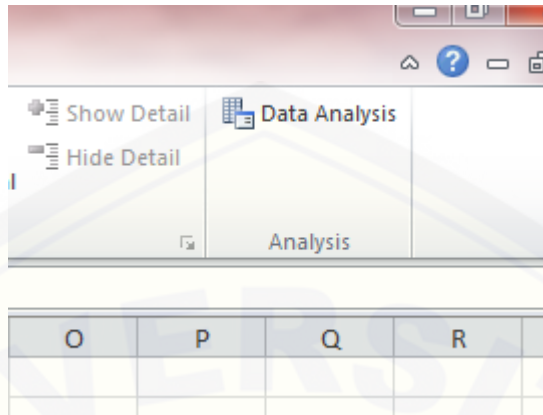 Show Detail
Data Analysis
Hide Detail
Analysis
O P Q R